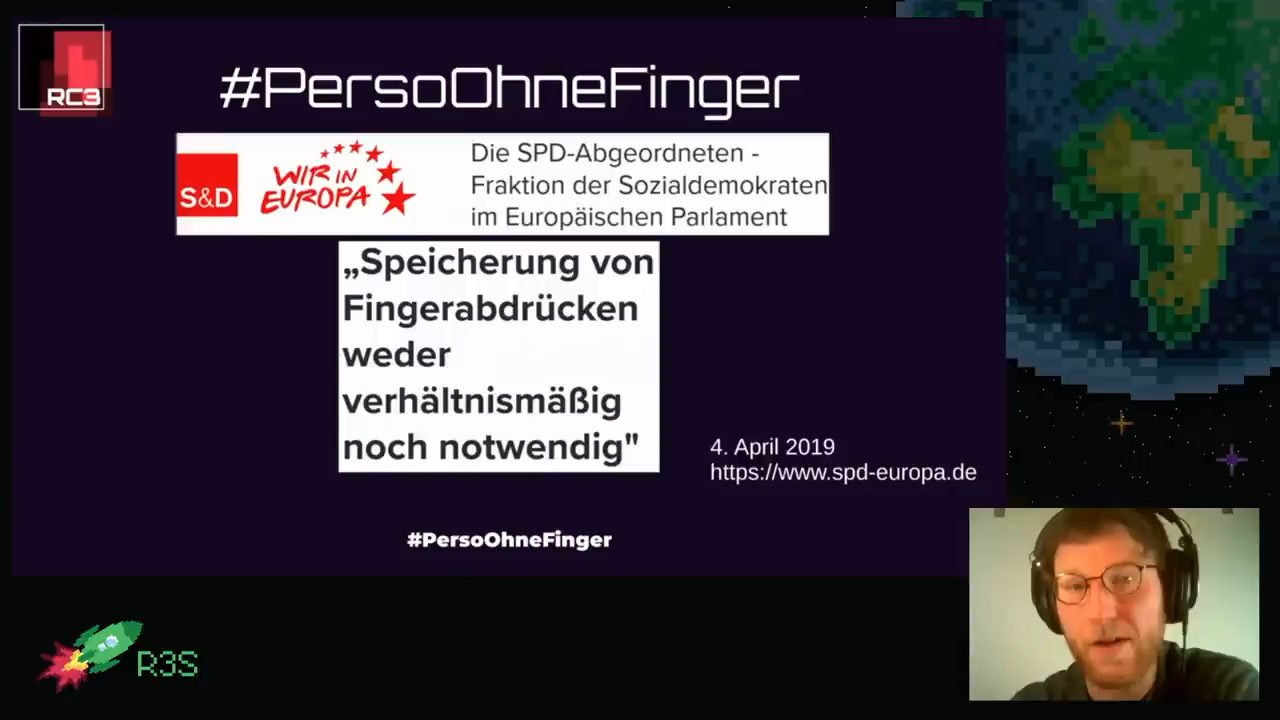 RC3
#PersoOhneFinger
S&D
WIR IN
EUROPA
Die SPD-Abgeordneten -
Fraktion der Sozialdemokraten
im Europäischen Parlament
„Speicherung von
Fingerabdrücken
weder
verhältnismäßig
noch notwendig"
4. April 2019
https://www.spd-europa.de
#PersoOhneFinger
R3S